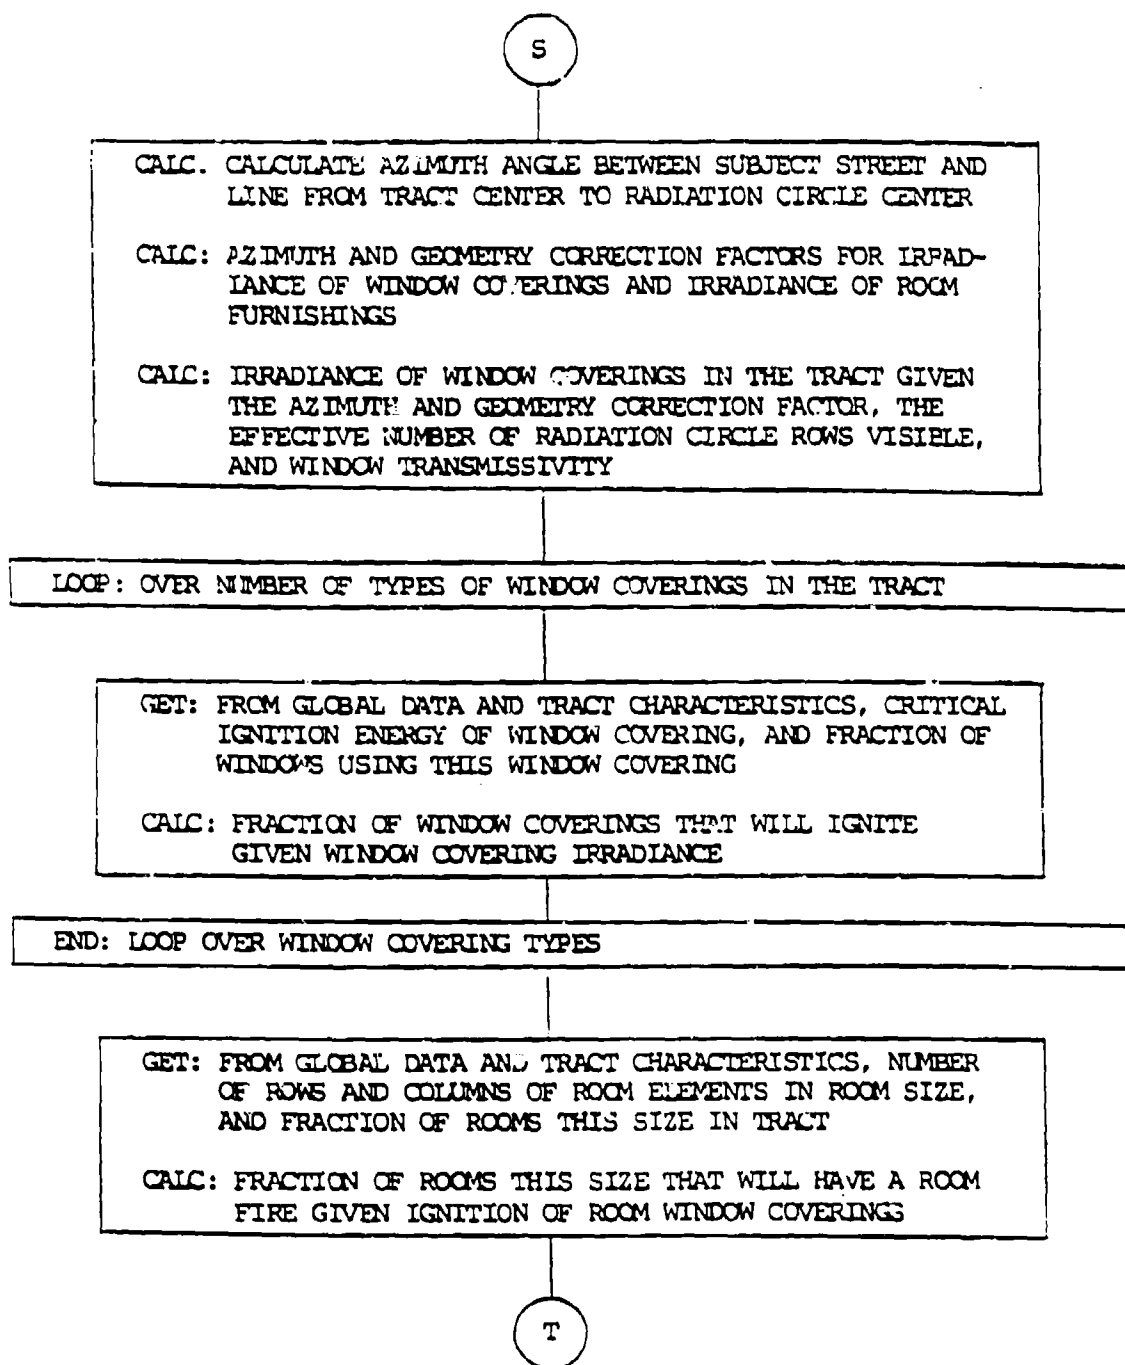 S
CALC. CALCULATE AZIMUTH ANGLE BETWEEN SUBJECT STREET AND
LINE FROM TRACT CENTER TO RADIATION CIRCLE CENTER
CALC: AZIMUTH AND GEOMETRY CORRECTION FACTORS FOR IRRAD-
IANCE OF WINDOW COVERINGS AND IRRADIANCE OF ROOM
FURNISHINGS
CALC: IRRADIANCE OF WINDOW COVERINGS IN THE TRACT GIVEN
THE AZIMUTH AND GEOMETRY CORRECTION FACTOR, THE
EFFECTIVE NUMBER OF RADIATION CIRCLE ROWS VISIBLE,
AND WINDOW TRANSMISSIVITY
LOOP: OVER NUMBER OF TYPES OF WINDOW COVERINGS IN THE TRACT
GET: FROM GLOBAL DATA AND TRACT CHARACTERISTICS, CRITICAL
IGNITION ENERGY OF WINDOW COVERING, AND FRACTION OF
WINDOWS USING THIS WINDOW COVERING
CALC: FRACTION OF WINDOW COVERINGS THAT WILL IGNITE
GIVEN WINDOW COVERING IRRADIANCE
END: LOOP OVER WINDOW COVERING TYPES
GET: FROM GLOBAL DATA AND TRACT CHARACTERISTICS, NUMBER
OF ROWS AND COLUMNS OF ROOM ELEMENTS IN ROOM SIZE,
AND FRACTION OF ROOMS THIS SIZE IN TRACT
CALC: FRACTION OF ROOMS THIS SIZE THAT WILL HAVE A ROOM
FIRE GIVEN IGNITION OF ROOM WINDOW COVERINGS
T